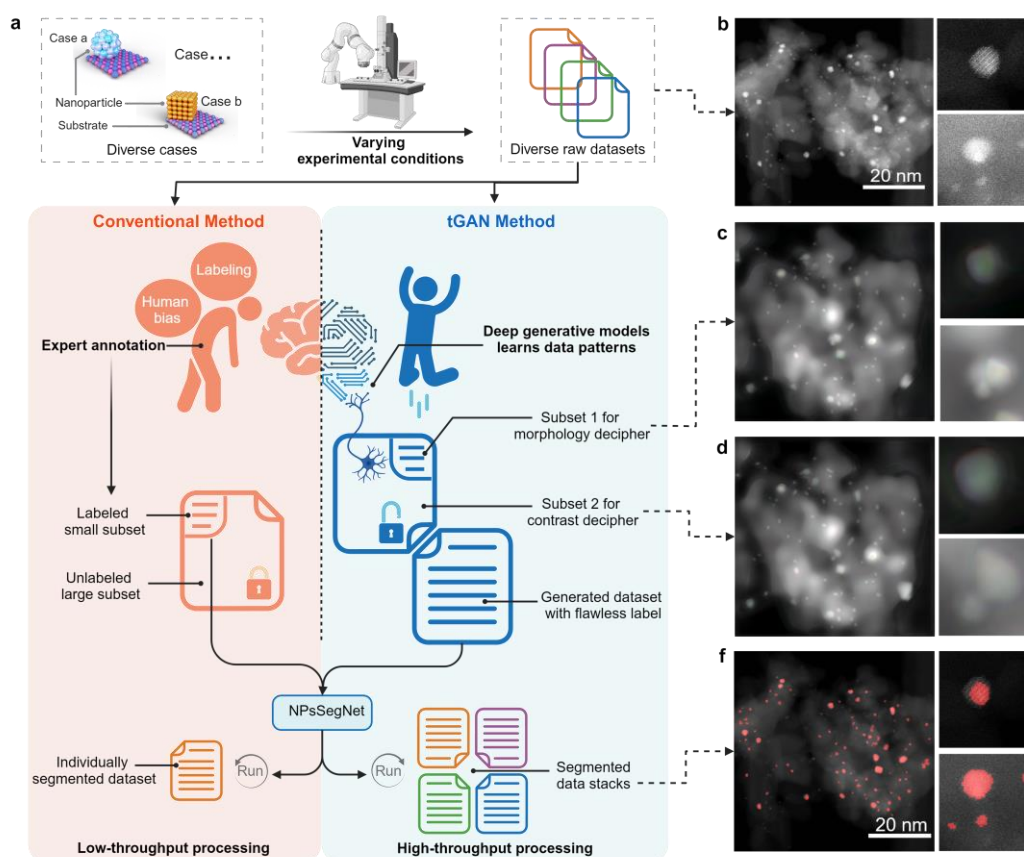 a
Case a
Case...
Nanoparticle
Case b
Substrate
Diverse cases
Varying
experimental conditions
Diverse raw datasets
b
20 nm
Conventional Method
tGAN Method
c
Labeling
Human
bias
Expert annotation
Deep generative models
learns data patterns
Subset 1 for
morphology decipher
d
Labeled
small subset
Subset 2 for
contrast decipher
Unlabeled
large subset
Generated dataset
with flawless label
f
NPsSegNet
Individually
segmented dataset
Run
Run
Segmented
data stacks
20 nm
Low-throughput processing
High-throughput processing